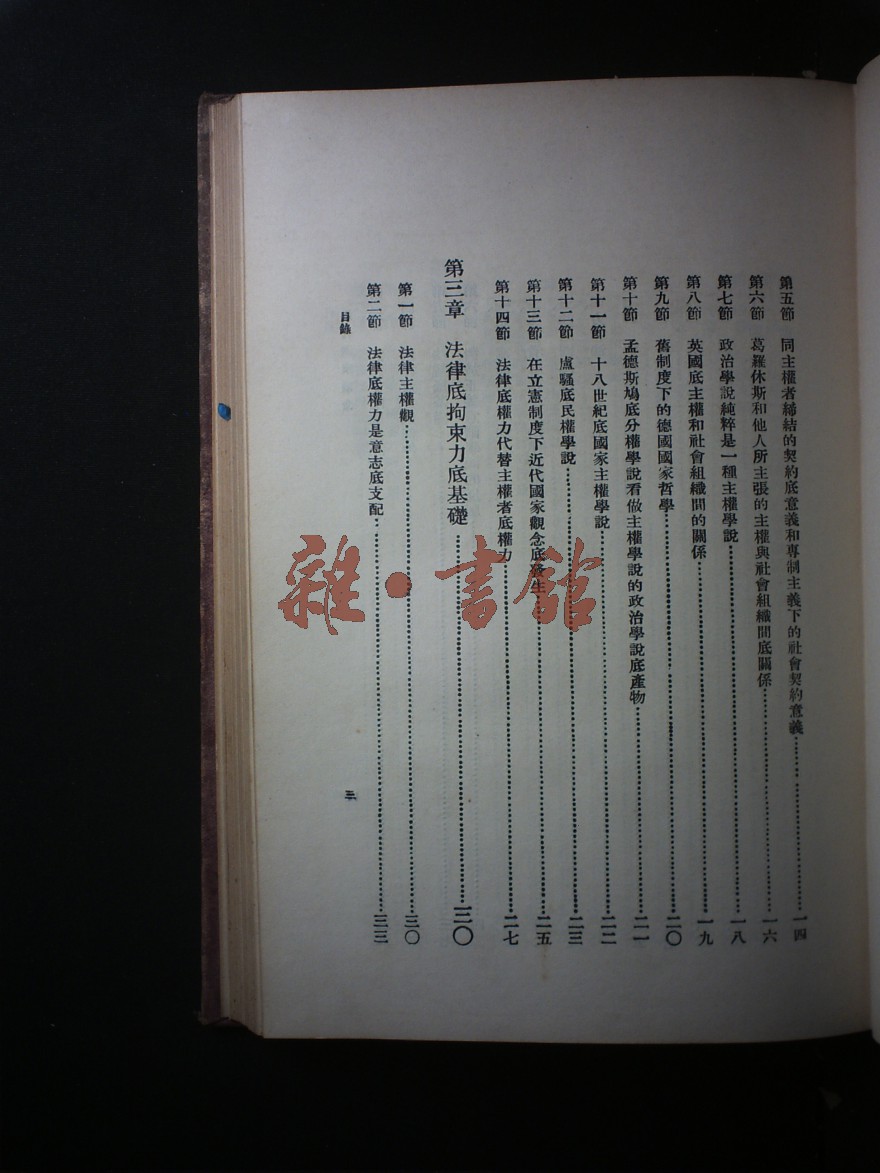 第五節　同主權者締結的契約底意義和專制主義下的社會契約意義……一四
第六節　葛羅休斯和他人所主張的主權與社會組織間底關係……一六
第七節　政治學說純粹是一種主權學說……一八
第八節　英國底主權和社會組織間的關係……一九
第九節　舊制度下的德國國家哲學……二〇
第十節　孟德斯鳩底分權學說看做主權學說的政治學說底產物……二一
第十一節　十八世紀底國家主權學說……二二
第十二節　盧騷底民權學說……二三
第十三節　在立憲制度下近代國家觀念底發生……二五
第十四節　法律底權力代替主權者底權力……二七
第三章　法律底拘束力底基礎……三〇
第一節　法律主權觀……三〇
第二節　法律底權力是意志底支配……三三
目錄　三
雜·書館